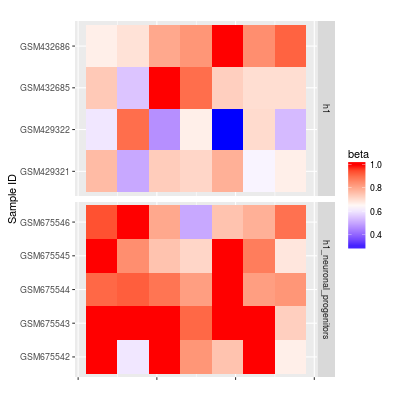 GSM432686
GSM432685
GSM429322
GSM429321
h1
GSM675546
GSM675545
GSM675544
GSM675543
GSM675542
h1_neuronal_progenitors
Sample ID
beta
1.0
0.8
0.6
0.4